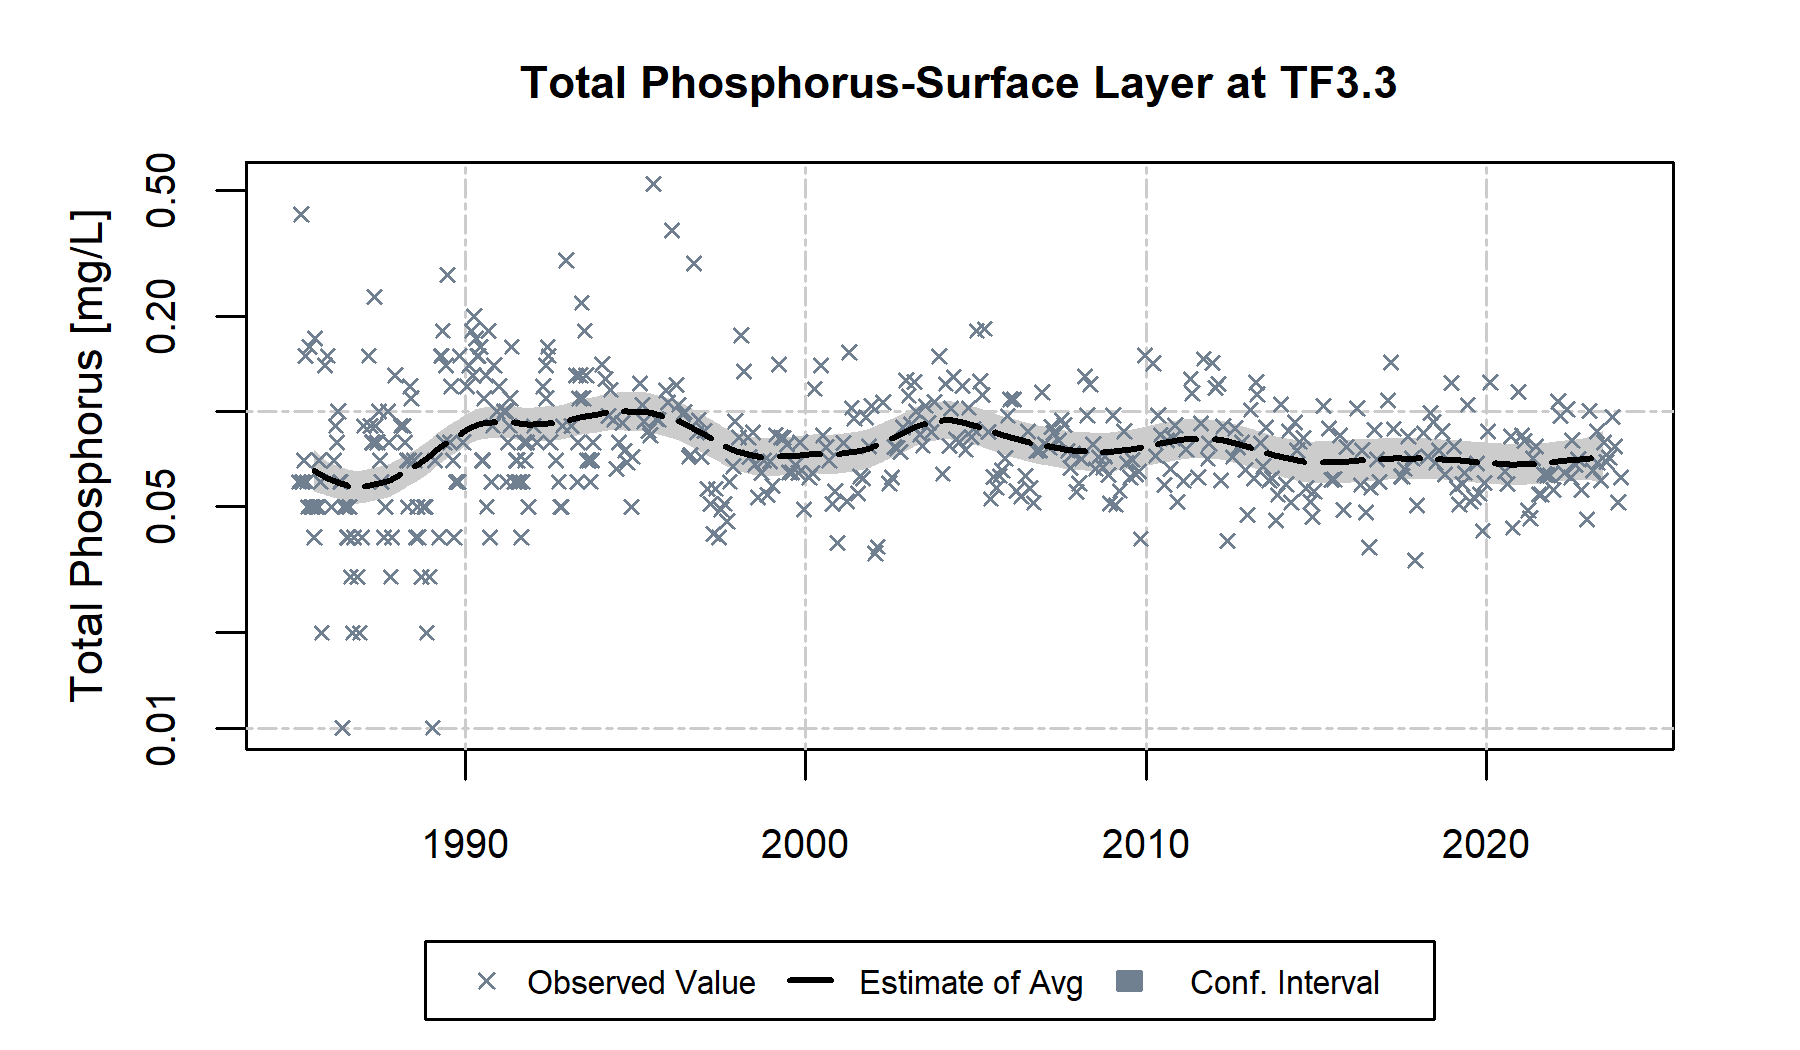 Total Phosphorus-Surface Layer at TF3.3
Total Phosphorus [mg/L]
0.50
0.20
0.05
0.01
1990 2000 2010 2020
Observed Value Estimate of Avg Conf. Interval